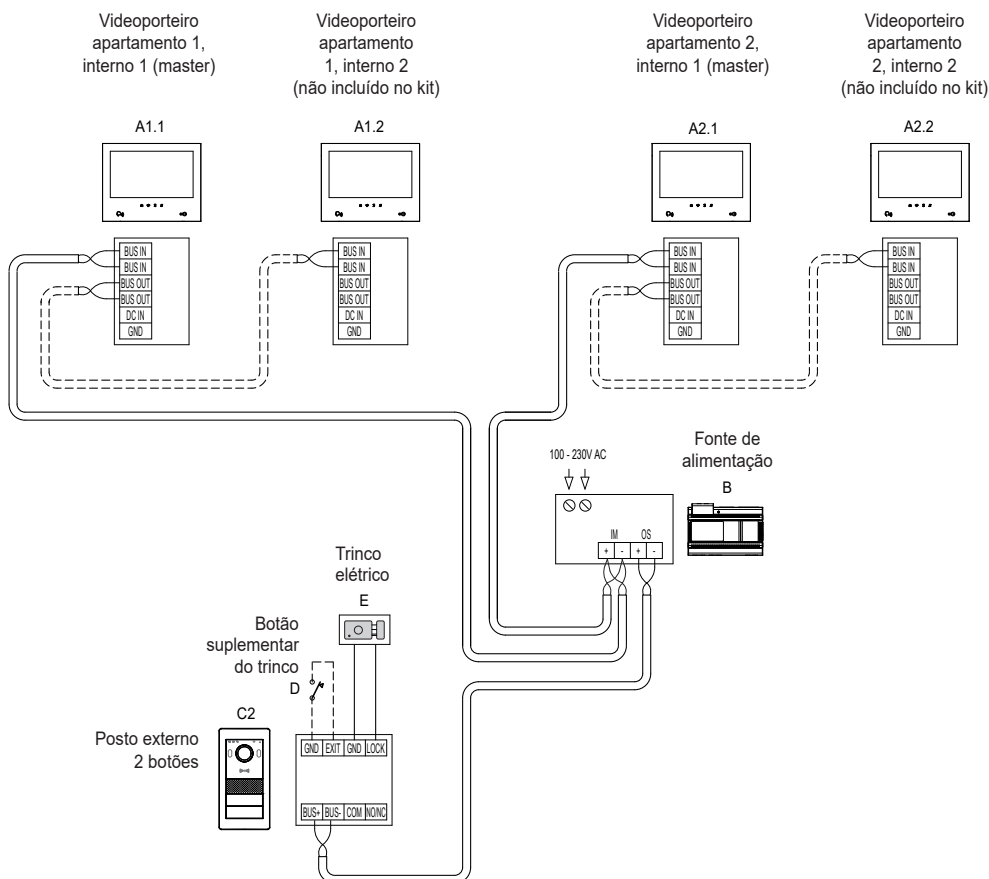 Videoporteiro
apartamento 1,
interno 1 (master)
Videoporteiro
apartamento
1, interno 2
(não incluído no kit)
Videoporteiro
apartamento 2,
interno 1 (master)
Videoporteiro
apartamento
2, interno 2
(não incluído no kit)
A1.1
A1.2
A2.1
A2.2
BUS IN
BUS IN
BUS OUT
BUS OUT
DC IN
GND
BUS IN
BUS IN
BUS OUT
BUS OUT
DC IN
GND
BUS IN
BUS IN
BUS OUT
BUS OUT
DC IN
GND
BUS IN
BUS IN
BUS OUT
BUS OUT
DC IN
GND
100 - 230V AC
Fonte de
alimentação
B
IM OS
+ - + -
Trinco
elétrico
E
Botão
suplementar
do trinco
D
C2
Posto externo
2 botões
GND EXIT GND LOCK
BUS+ BUS- COM NO/NC